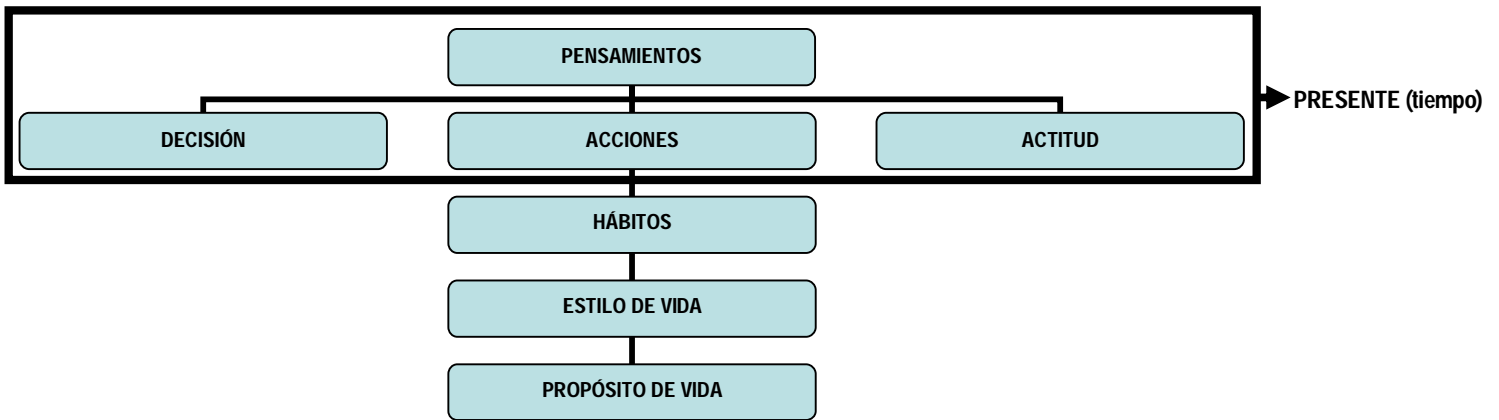 PENSAMIENTOS
PRESENTE (tiempo)
DECISIÓN
ACCIONES
ACTITUD
HÁBITOS
ESTILO DE VIDA
PROPÓSITO DE VIDA